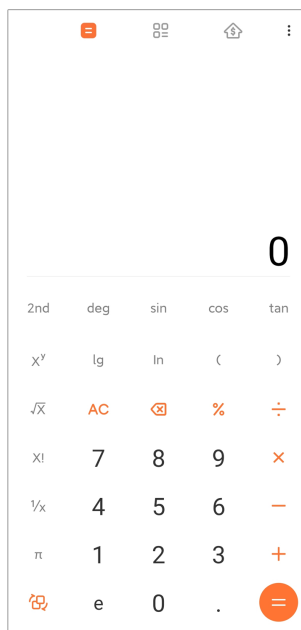 0
2nd deg sin cos tan
Xʸ lg ln ( )
√X AC %  ÷
X! 7 8 9 ×
1/x 4 5 6 −
π 1 2 3 +
e 0 . =